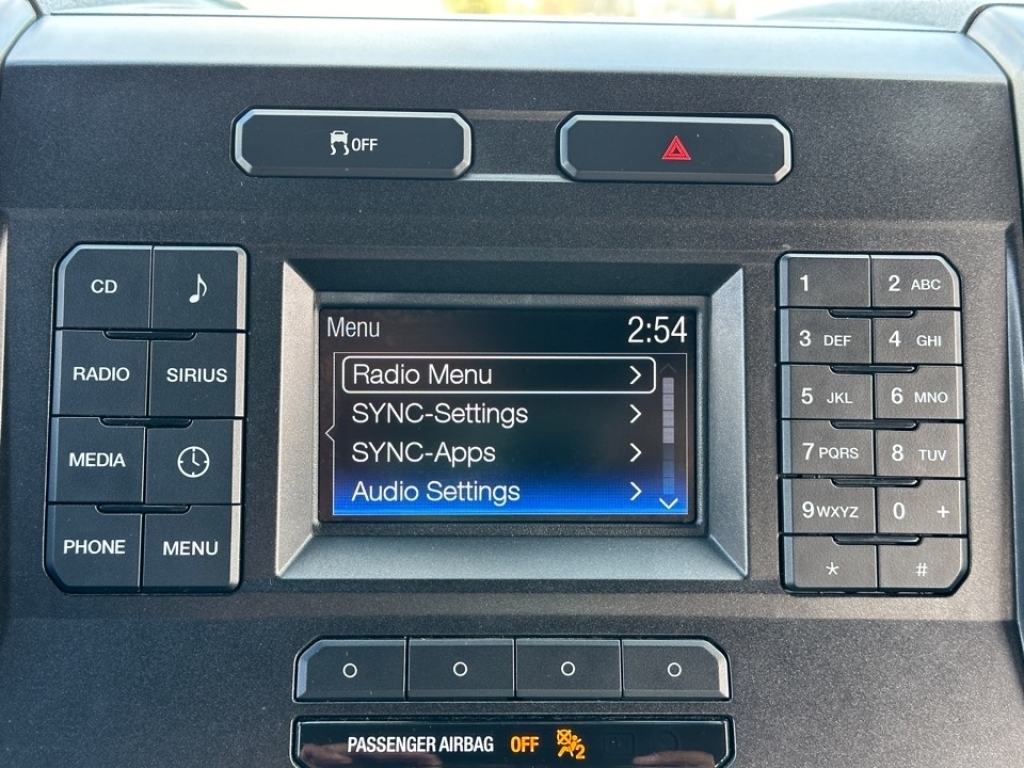 OFF
Menu 2:54
Radio Menu
SYNC-Settings
SYNC-Apps
Audio Settings
CD
RADIO SIRIUS
MEDIA
PHONE MENU
1 2 ABC
3 DEF 4 GHI
5 JKL 6 MNO
7 PQRS 8 TUV
9 WXYZ 0 +
* #
PASSENGER AIRBAG OFF 2